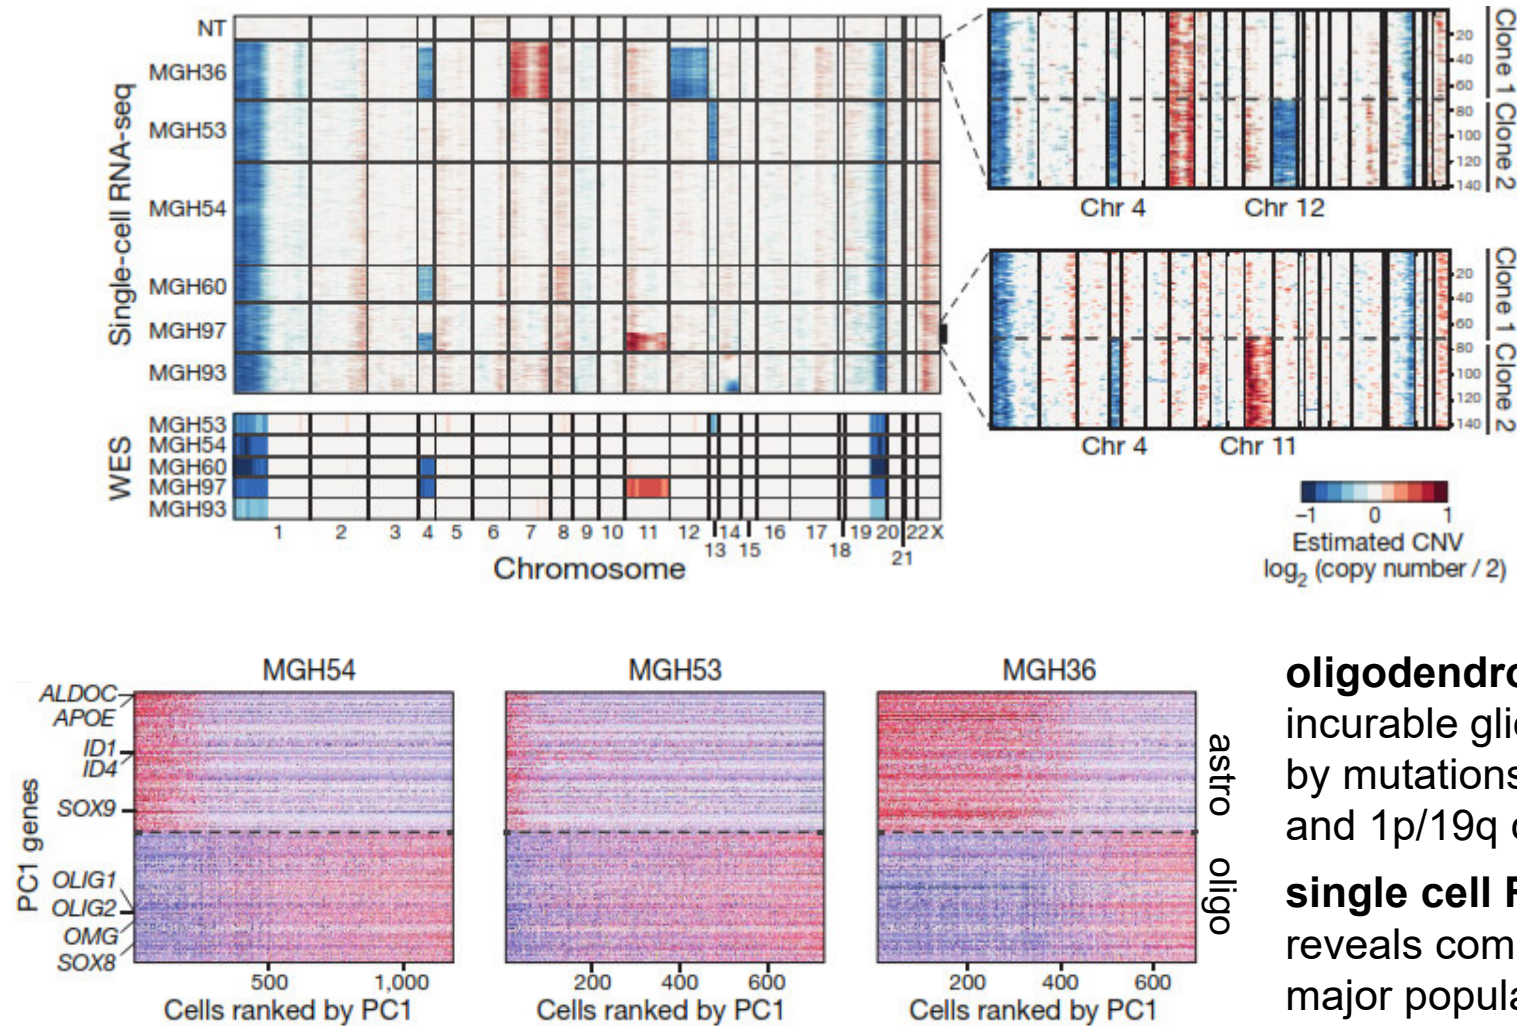 NT
MGH36
MGH53
MGH54
MGH60
MGH97
MGH93
Single-cell RNA-seq
MGH53
MGH54
MGH60
MGH97
MGH93
WES
1 2 3 4 5 6 7 8 9 10 11 12 13 14 15 16 17 18 19 20 21 22 X
Chromosome
20
40
60
80
100
120
140
Clone 1
Clone 2
Chr 4 Chr 12
20
40
60
80
100
120
140
Clone 1
Clone 2
Chr 4 Chr 11
−1 0 1
Estimated CNV
log2 (copy number / 2)
MGH54 MGH53 MGH36
PC1 genes
ALDOC
APOE
ID1
ID4
SOX9
OLIG1
OLIG2
OMG
SOX8
astro
oligo
500 1,000
200 400 600
200 400 600
Cells ranked by PC1
Cells ranked by PC1
Cells ranked by PC1
oligodendro
incurable glio
by mutations
and 1p/19q
single cell
reveals com
major popula